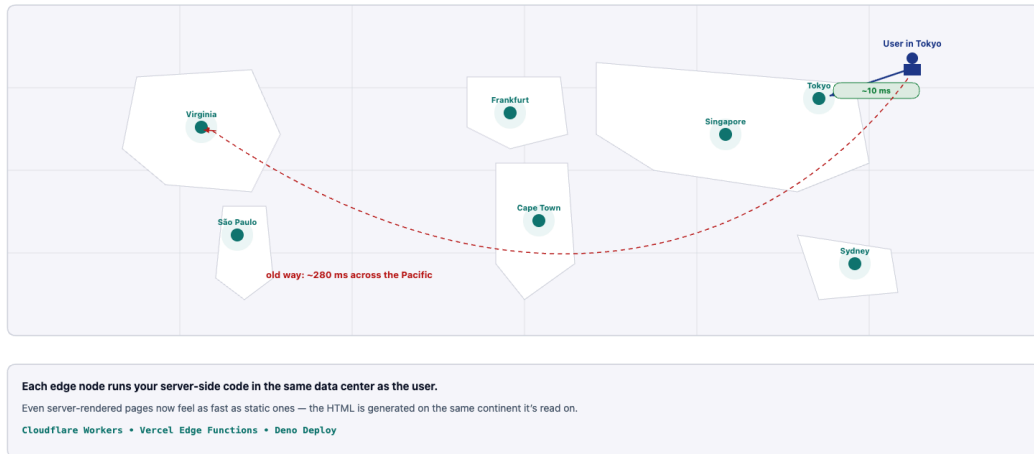 User in Tokyo
Tokyo
~10 ms
Frankfurt
Virginia
Singapore
Cape Town
São Paulo
Sydney
old way: ~280 ms across the Pacific
Each edge node runs your server-side code in the same data center as the user.
Even server-rendered pages now feel as fast as static ones — the HTML is generated on the same continent it's read on.
Cloudflare Workers • Vercel Edge Functions • Deno Deploy